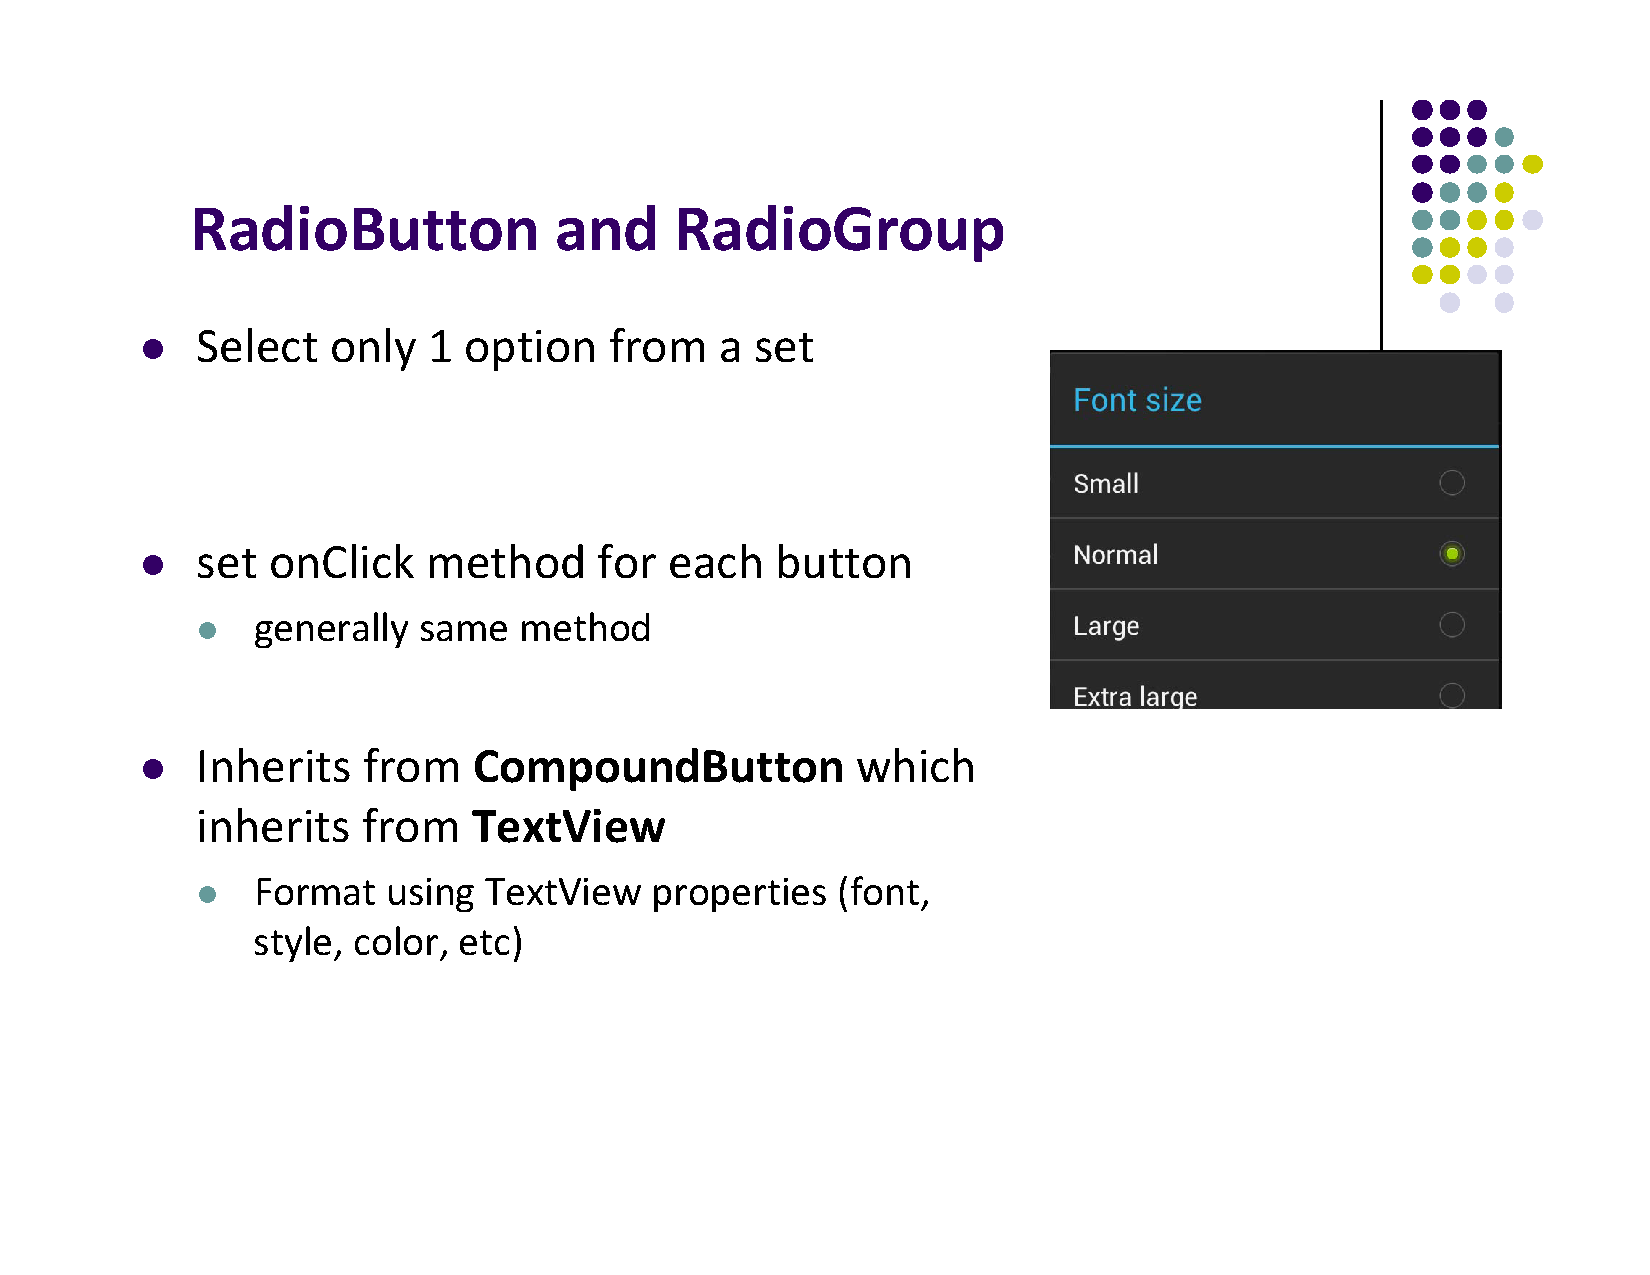 RadioButton and RadioGroup
Select only 1 option from a set
set onClick method for each button
generally same method
Inherits from CompoundButton which
inherits from TextView
Format using TextView properties (font,
style, color, etc)
Font size
Small
Normal
Large
Extra large